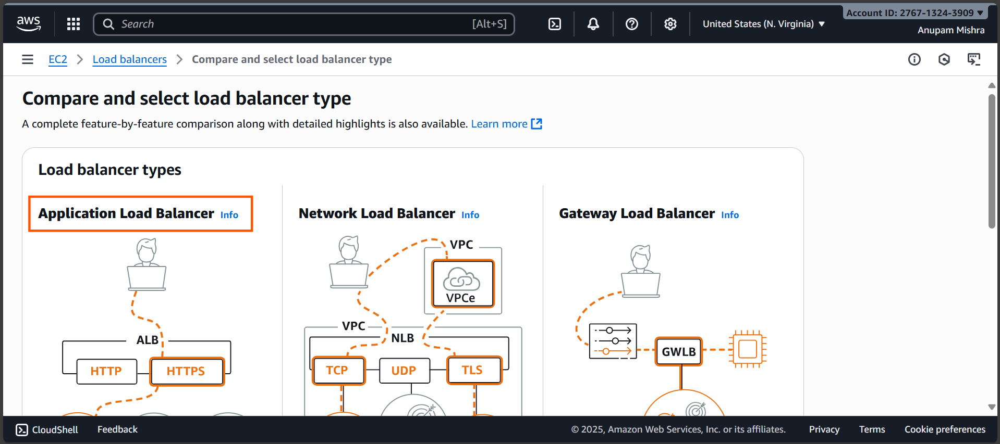 aws
Search
[Alt+S]
United States (N. Virginia)
Account ID: 2767-1324-3909
Anupam Mishra
EC2
Load balancers
Compare and select load balancer type
Compare and select load balancer type
A complete feature-by-feature comparison along with detailed highlights is also available. Learn more
Load balancer types
Application Load Balancer Info
ALB
HTTP
HTTPS
Network Load Balancer Info
VPC
VPCe
VPC
NLB
TCP
UDP
TLS
Gateway Load Balancer Info
GWLB
CloudShell
Feedback
© 2025, Amazon Web Services, Inc. or its affiliates.
Privacy
Terms
Cookie preferences